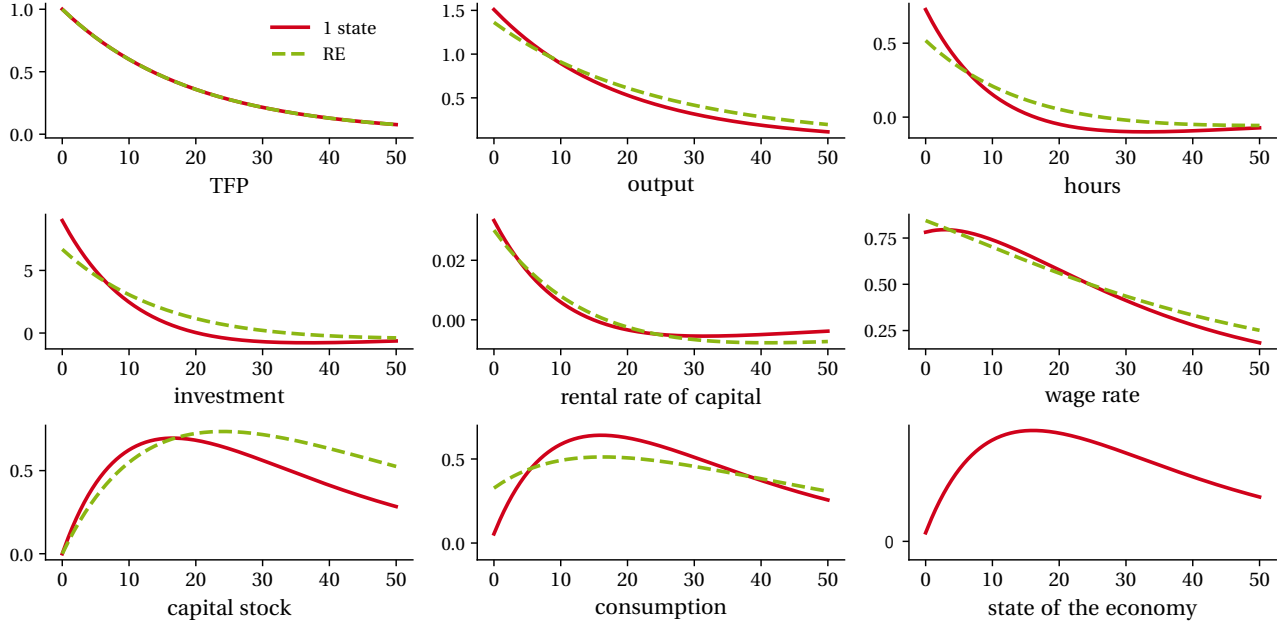 1.0
0.5
0.0
1 state
RE
0 10 20 30 40 50
TFP
1.5
1.0
0.5
0 10 20 30 40 50
output
0.5
0.0
0 10 20 30 40 50
hours
5
0
0 10 20 30 40 50
investment
0.02
0.00
0 10 20 30 40 50
rental rate of capital
0.75
0.50
0.25
0 10 20 30 40 50
wage rate
0.5
0.0
0 10 20 30 40 50
capital stock
0.5
0.0
0 10 20 30 40 50
consumption
0
0 10 20 30 40 50
state of the economy